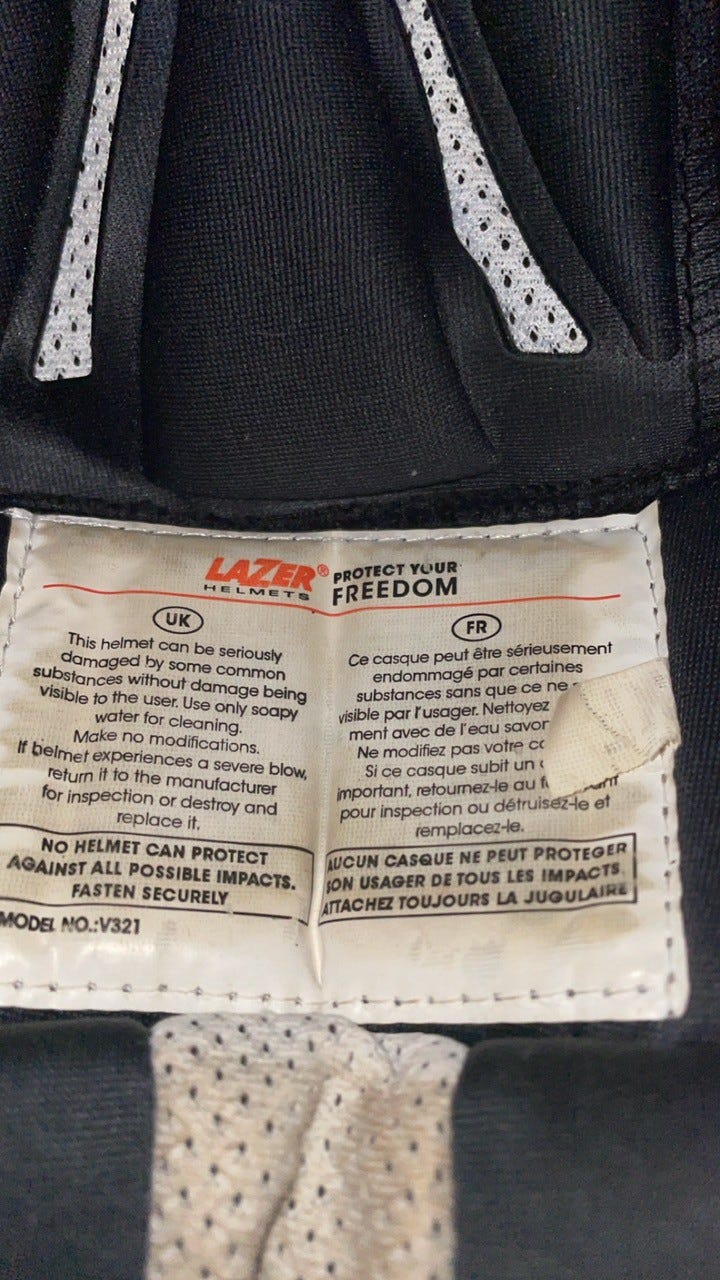 LAZER® PROTECT YOUR
HELMETS FREEDOM
UK
This helmet can be seriously
damaged by some common
substances without damage being
visible to the user. Use only soapy
water for cleaning.
Make no modifications.
If helmet experiences a severe blow,
return it to the manufacturer
for inspection or destroy and
replace it.
NO HELMET CAN PROTECT
AGAINST ALL POSSIBLE IMPACTS.
FASTEN SECURELY
MODEL NO.:V321
FR
Ce casque peut être sérieusement
endommagé par certaines
substances sans que ce ne
visible par l'usager. Nettoyez
ment avec de l'eau savon
Ne modifiez pas votre
Si ce casque subit un
important, retournez-le au
pour inspection ou détruisez-le et
remplacez-le.
AUCUN CASQUE NE PEUT PROTEGER
SON USAGER DE TOUS LES IMPACTS
ATTACHEZ TOUJOURS LA JUGULAIRE